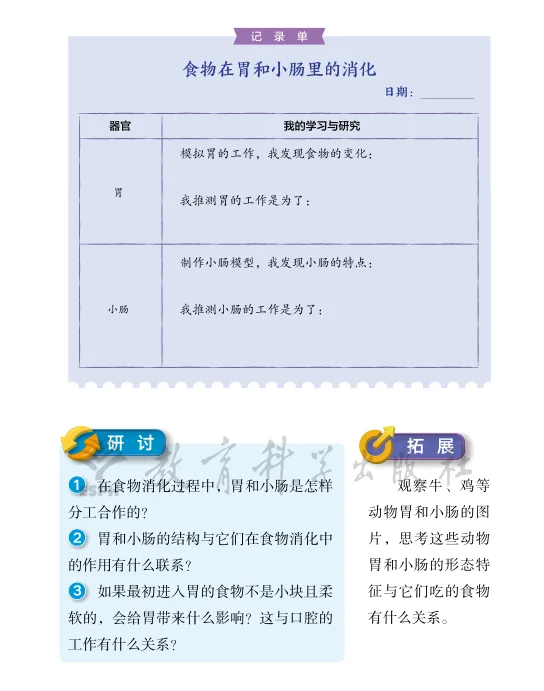 记录单
食物在胃和小肠里的消化
日期：
器官 我的学习与研究
模拟胃的工作，我发现食物的变化：
胃
我推测胃的工作是为了：
制作小肠模型，我发现小肠的特点：
小肠
我推测小肠的工作是为了：
研讨
1 在食物消化过程中，胃和小肠是怎样
分工合作的？
2 胃和小肠的结构与它们在食物消化中
的作用有什么联系？
3 如果最初进入胃的食物不是小块且柔
软的，会给胃带来什么影响？这与口腔的
工作有什么关系？
拓展
观察牛、鸡等
动物胃和小肠的图
片，思考这些动物
胃和小肠的形态特
征与它们吃的食物
有什么关系。
教育科学出版社